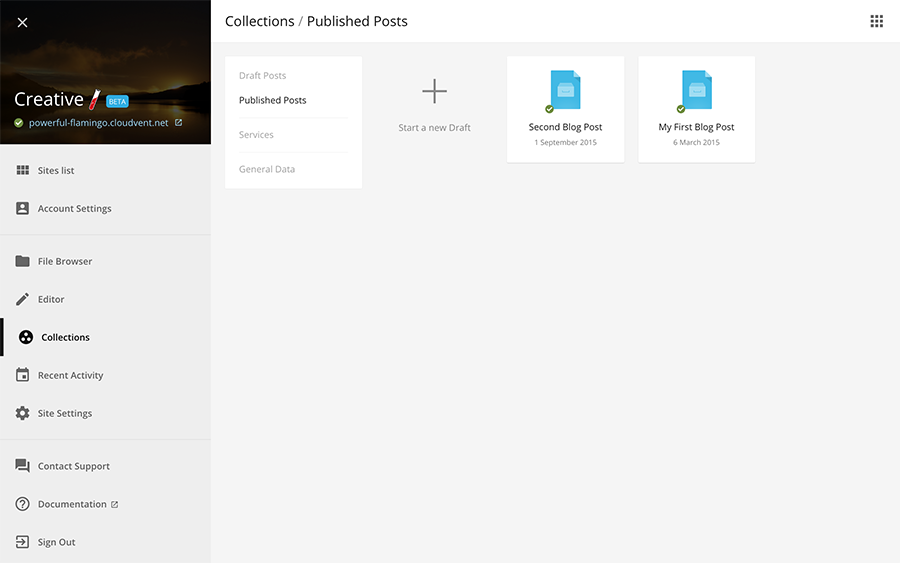 Creative
BETA
powerful-flamingo.cloudvent.net
Sites list
Account Settings
File Browser
Editor
Collections
Recent Activity
Site Settings
Contact Support
Documentation
Sign Out
Collections / Published Posts
Draft Posts
Published Posts
Services
General Data
Start a new Draft
Second Blog Post
1 September 2015
My First Blog Post
6 March 2015